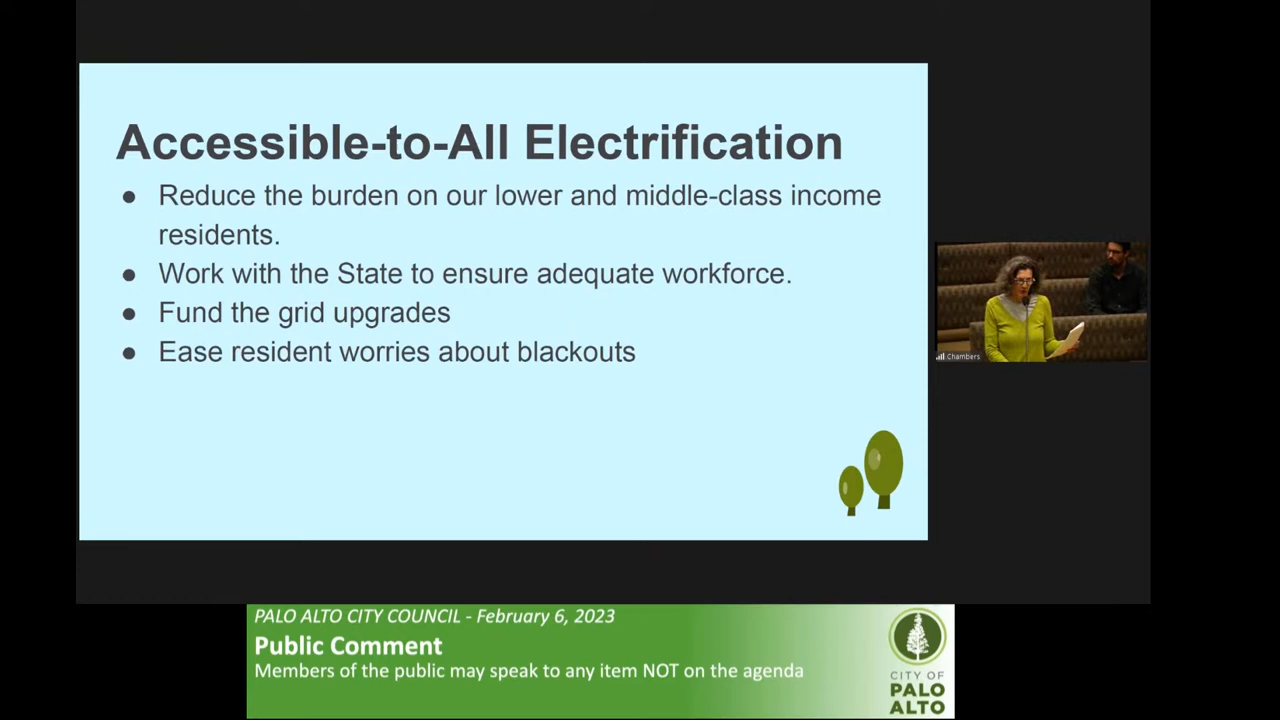 Accessible-to-All Electrification
● Reduce the burden on our lower and middle-class income
residents.
● Work with the State to ensure adequate workforce.
● Fund the grid upgrades
● Ease resident worries about blackouts
Chambers
PALO ALTO CITY COUNCIL - February 6, 2023
Public Comment
Members of the public may speak to any item NOT on the agenda
CITY OF
PALO
ALTO